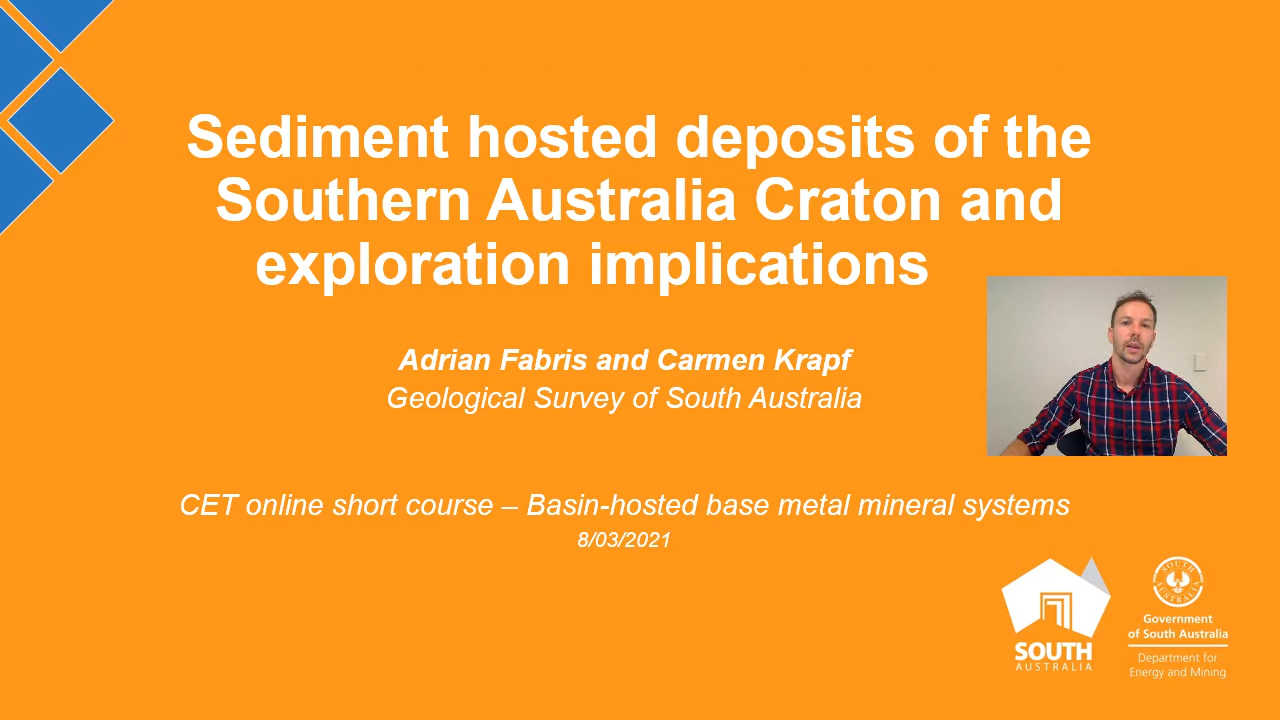 Sediment hosted deposits of the
Southern Australia Craton and
exploration implications
Adrian Fabris and Carmen Krapf
Geological Survey of South Australia
CET online short course – Basin-hosted base metal mineral systems
8/03/2021
SOUTH
AUSTRALIA
SOUTH
AUSTRALIA
Government
of South Australia
Department for
Energy and Mining